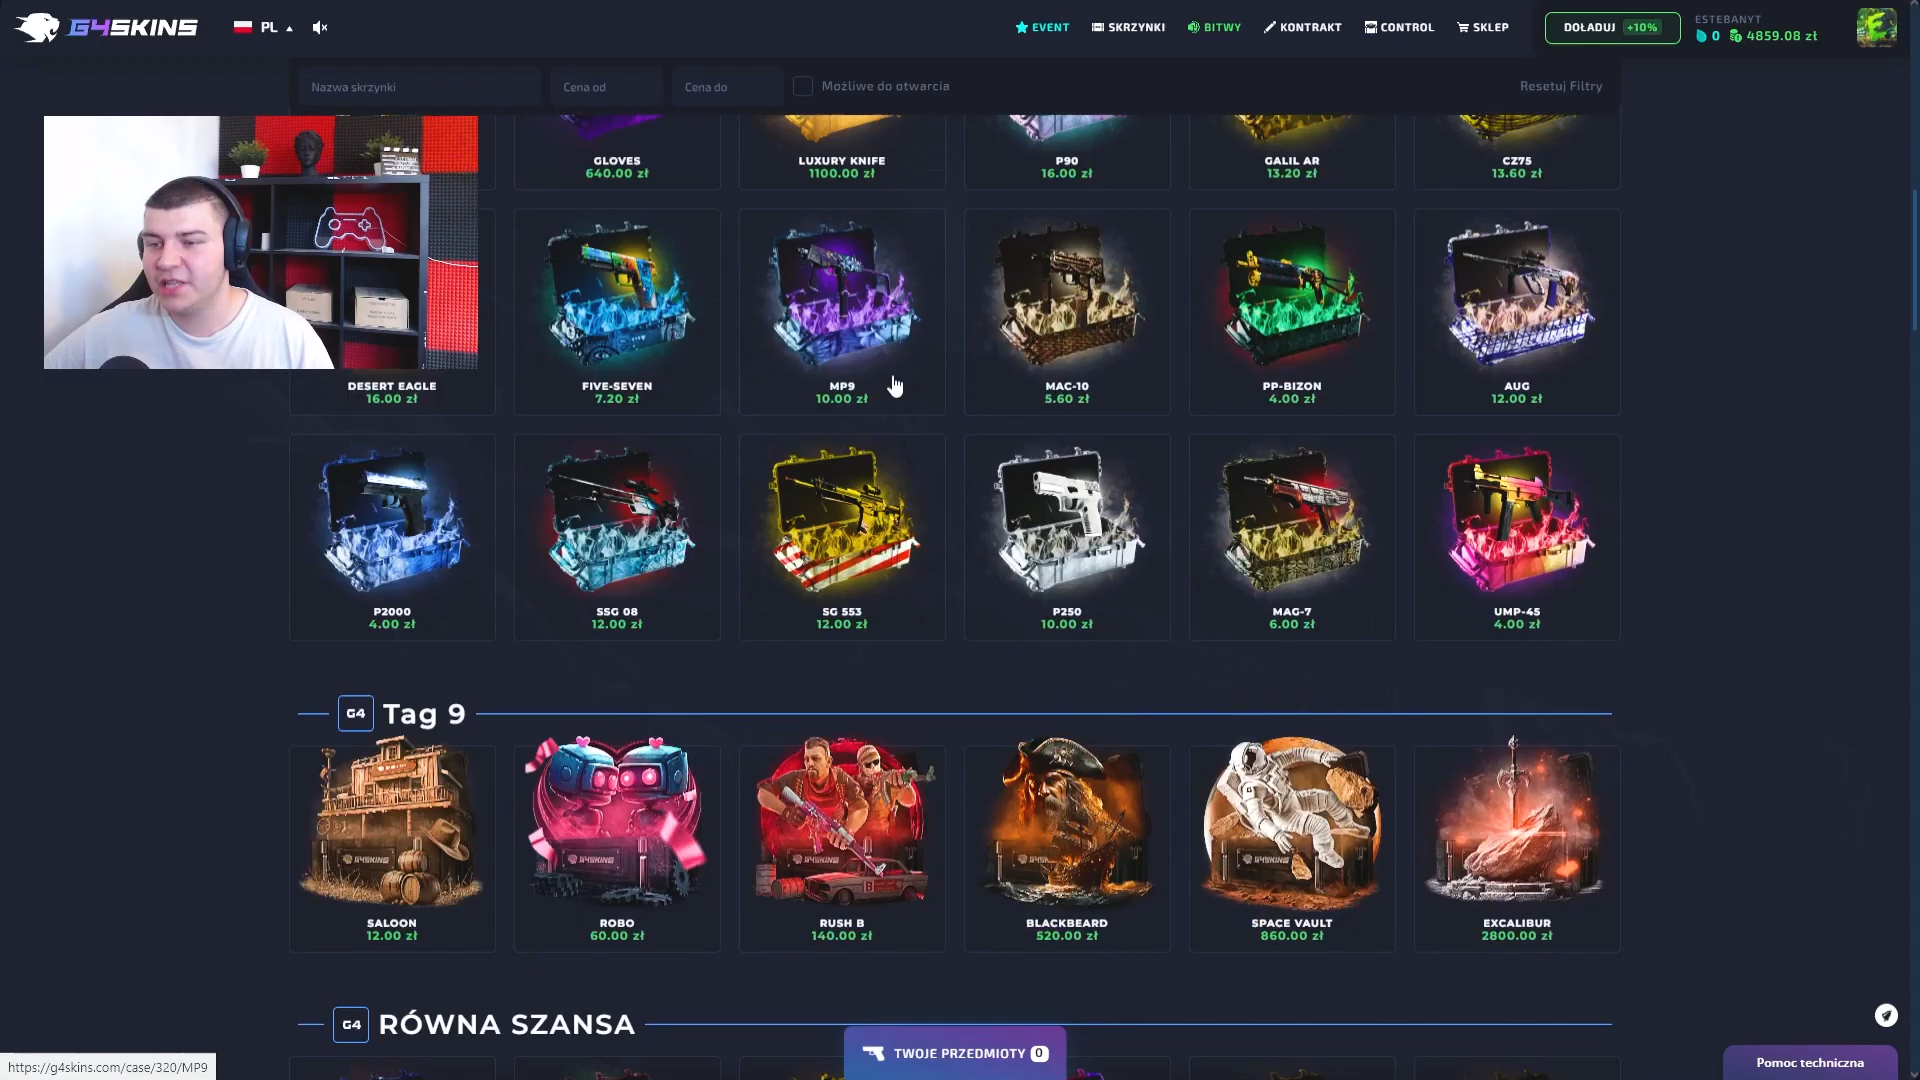 G4SKINS
PL
EVENT
SKRZYNKI
BITWY
KONTRAKT
CONTROL
SKLEP
DOŁADUJ +10%
ESTEBANYT
0 4859.08 zł
Nazwa skrzynki
Cena od
Cena do
Możliwe do otwarcia
Resetuj Filtry
GLOVES
640.00 zł
LUXURY KNIFE
1100.00 zł
P90
16.00 zł
GALIL AR
13.20 zł
CZ75
13.60 zł
DESERT EAGLE
16.00 zł
FIVE-SEVEN
7.20 zł
MP9
10.00 zł
MAC-10
5.60 zł
PP-BIZON
4.00 zł
AUG
12.00 zł
P2000
4.00 zł
SSG 08
12.00 zł
SG 553
12.00 zł
P250
10.00 zł
MAG-7
6.00 zł
UMP-45
4.00 zł
G4 Tag 9
SALOON
12.00 zł
ROBO
60.00 zł
RUSH B
140.00 zł
BLACKBEARD
520.00 zł
SPACE VAULT
860.00 zł
EXCALIBUR
2800.00 zł
G4 RÓWNA SZANSA
TWOJE PRZEDMIOTY 0
Pomoc techniczna
https://g4skins.com/case/320/MP9